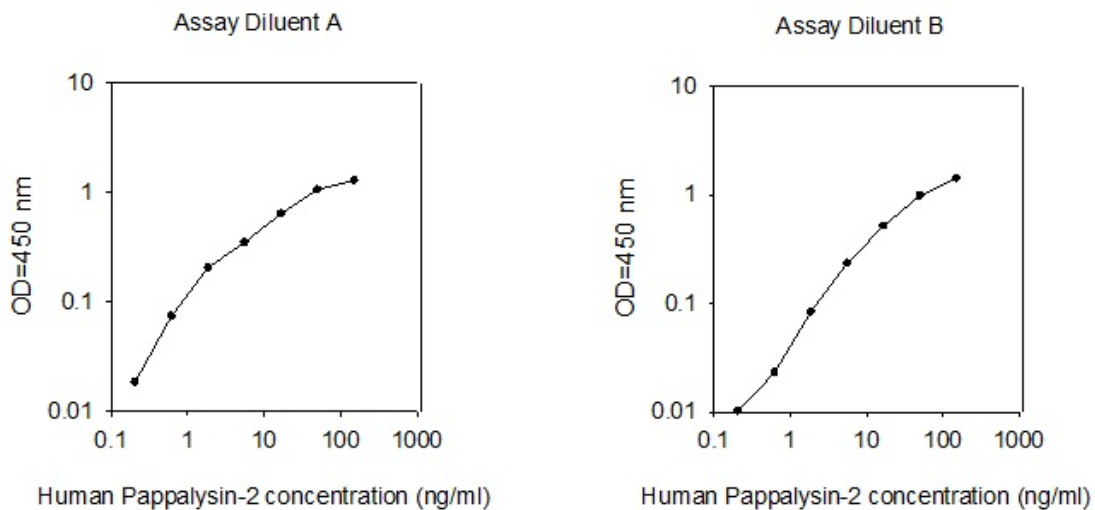 Assay Diluent A
10
1
0.1
0.01
OD=450 nm
0.1 1 10 100 1000
Human Pappalysin-2 concentration (ng/ml)
Assay Diluent B
10
1
0.1
0.01
OD=450 nm
0.1 1 10 100 1000
Human Pappalysin-2 concentration (ng/ml)